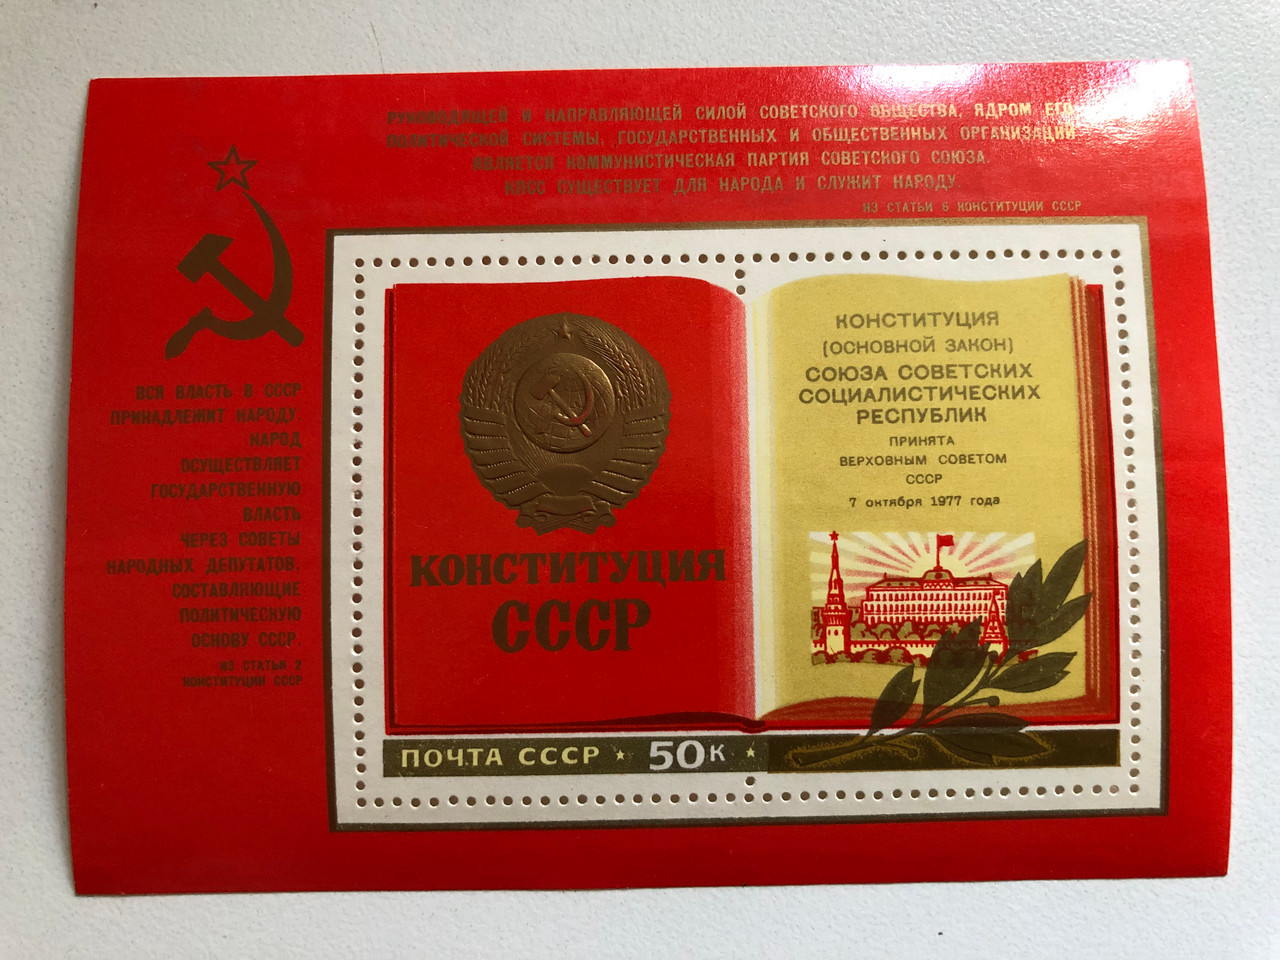 РУКОВОДЯЩЕЙ И НАПРАВЛЯЮЩЕЙ СИЛОЙ СОВЕТСКОГО ОБЩЕСТВА, ЯДРОМ ЕГО
ПОЛИТИЧЕСКОЙ СИСТЕМЫ, ГОСУДАРСТВЕННЫХ И ОБЩЕСТВЕННЫХ ОРГАНИЗАЦИЙ
ЯВЛЯЕТСЯ КОММУНИСТИЧЕСКАЯ ПАРТИЯ СОВЕТСКОГО СОЮЗА.
КПСС СУЩЕСТВУЕТ ДЛЯ НАРОДА И СЛУЖИТ НАРОДУ.
ИЗ СТАТЬИ 6 КОНСТИТУЦИИ СССР
ВСЯ ВЛАСТЬ В СССР
ПРИНАДЛЕЖИТ НАРОДУ.
НАРОД
ОСУЩЕСТВЛЯЕТ
ГОСУДАРСТВЕННУЮ
ВЛАСТЬ
ЧЕРЕЗ СОВЕТЫ
НАРОДНЫХ ДЕПУТАТОВ,
СОСТАВЛЯЮЩИЕ
ПОЛИТИЧЕСКУЮ
ОСНОВУ СССР.
ИЗ СТАТЬИ 2
КОНСТИТУЦИИ СССР
КОНСТИТУЦИЯ
СССР
КОНСТИТУЦИЯ
(ОСНОВНОЙ ЗАКОН)
СОЮЗА СОВЕТСКИХ
СОЦИАЛИСТИЧЕСКИХ
РЕСПУБЛИК
ПРИНЯТА
ВЕРХОВНЫМ СОВЕТОМ
СССР
7 октября 1977 года
ПОЧТА СССР ★ 50 К ★